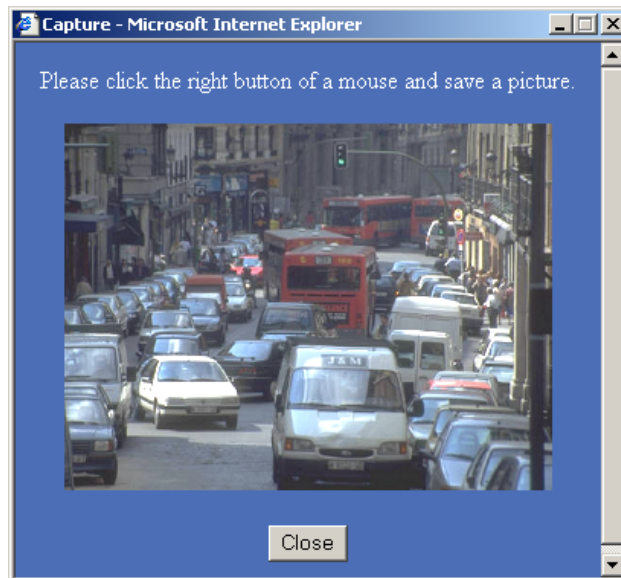 Capture - Microsoft Internet Explorer
Please click the right button of a mouse and save a picture.
J&M
Close